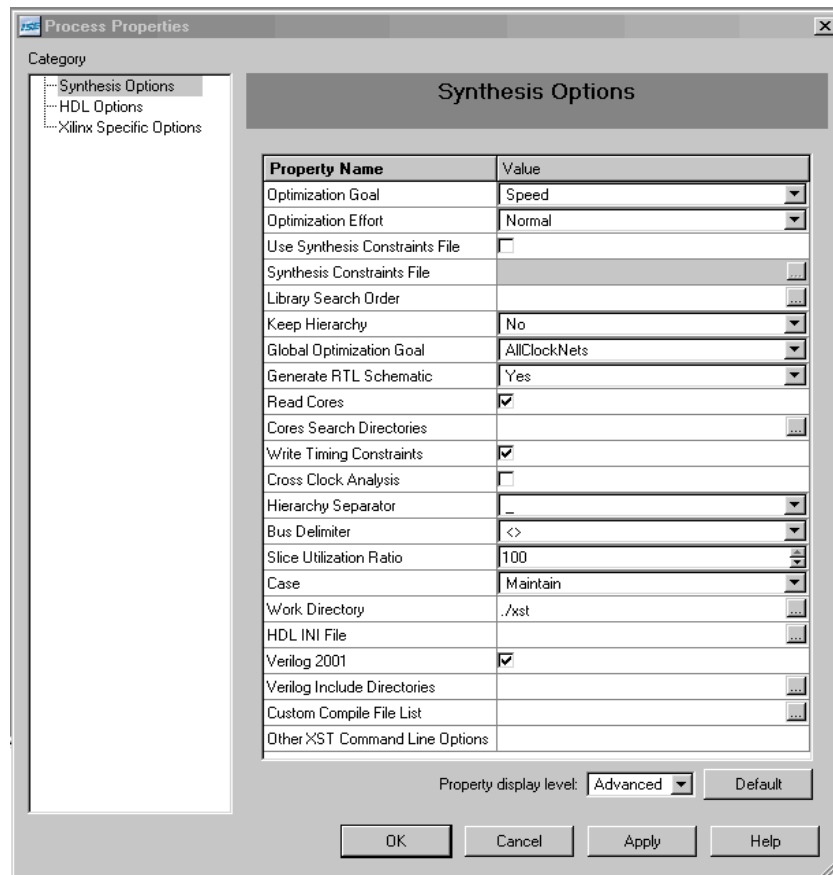 ISE Process Properties
Category
Synthesis Options
HDL Options
Xilinx Specific Options
Synthesis Options
Property Name Value
Optimization Goal Speed
Optimization Effort Normal
Use Synthesis Constraints File
Synthesis Constraints File ...
Library Search Order ...
Keep Hierarchy No
Global Optimization Goal AllClockNets
Generate RTL Schematic Yes
Read Cores
Cores Search Directories ...
Write Timing Constraints
Cross Clock Analysis
Hierarchy Separator _
Bus Delimiter <>
Slice Utilization Ratio 100
Case Maintain
Work Directory ./xst ...
HDL INI File ...
Verilog 2001
Verilog Include Directories ...
Custom Compile File List ...
Other XST Command Line Options
Property display level: Advanced Default
OK Cancel Apply Help